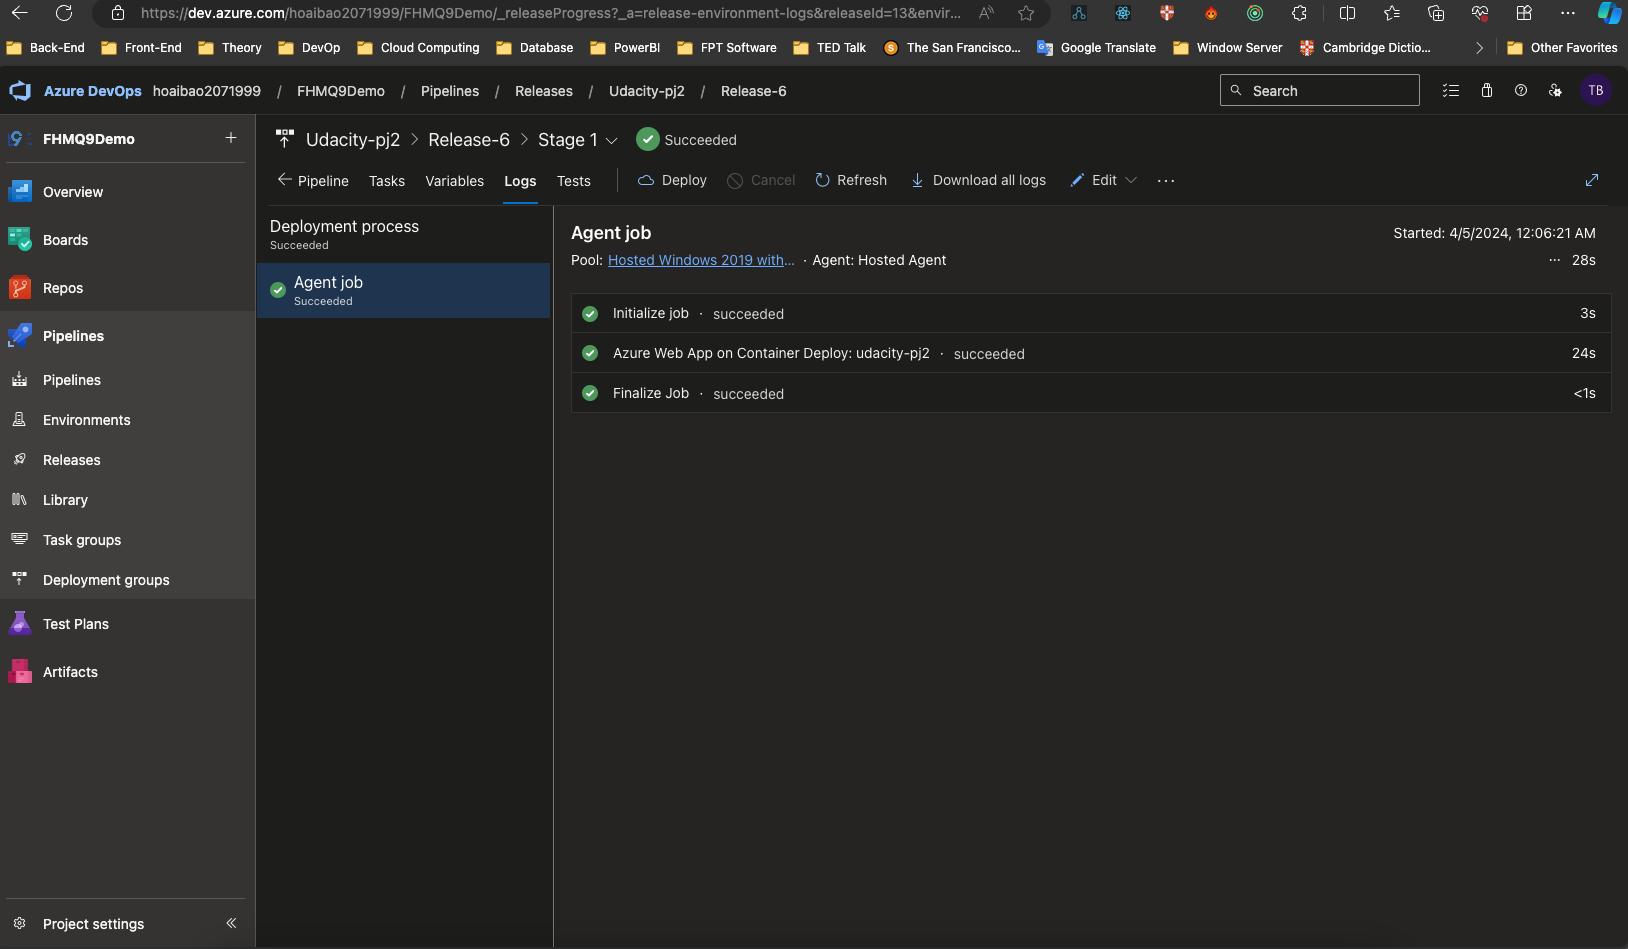 https://dev.azure.com/hoaibao2071999/FHMQ9Demo/_releaseProgress?_a=release-environment-logs&releaseId=13&envir...
Back-End Front-End Theory DevOp Cloud Computing Database PowerBI FPT Software TED Talk The San Francisco... Google Translate Window Server Cambridge Dictio... Other Favorites
Azure DevOps hoaibao2071999 / FHMQ9Demo / Pipelines / Releases / Udacity-pj2 / Release-6 Search TB
FHMQ9Demo +
Udacity-pj2 > Release-6 > Stage 1 Succeeded
Pipeline Tasks Variables Logs Tests Deploy Cancel Refresh Download all logs Edit ...
Overview
Boards
Repos
Pipelines
Pipelines
Environments
Releases
Library
Task groups
Deployment groups
Test Plans
Artifacts
Project settings
Deployment process
Succeeded
Agent job
Succeeded
Agent job Started: 4/5/2024, 12:06:21 AM
Pool: Hosted Windows 2019 with... · Agent: Hosted Agent ... 28s
Initialize job · succeeded 3s
Azure Web App on Container Deploy: udacity-pj2 · succeeded 24s
Finalize Job · succeeded <1s